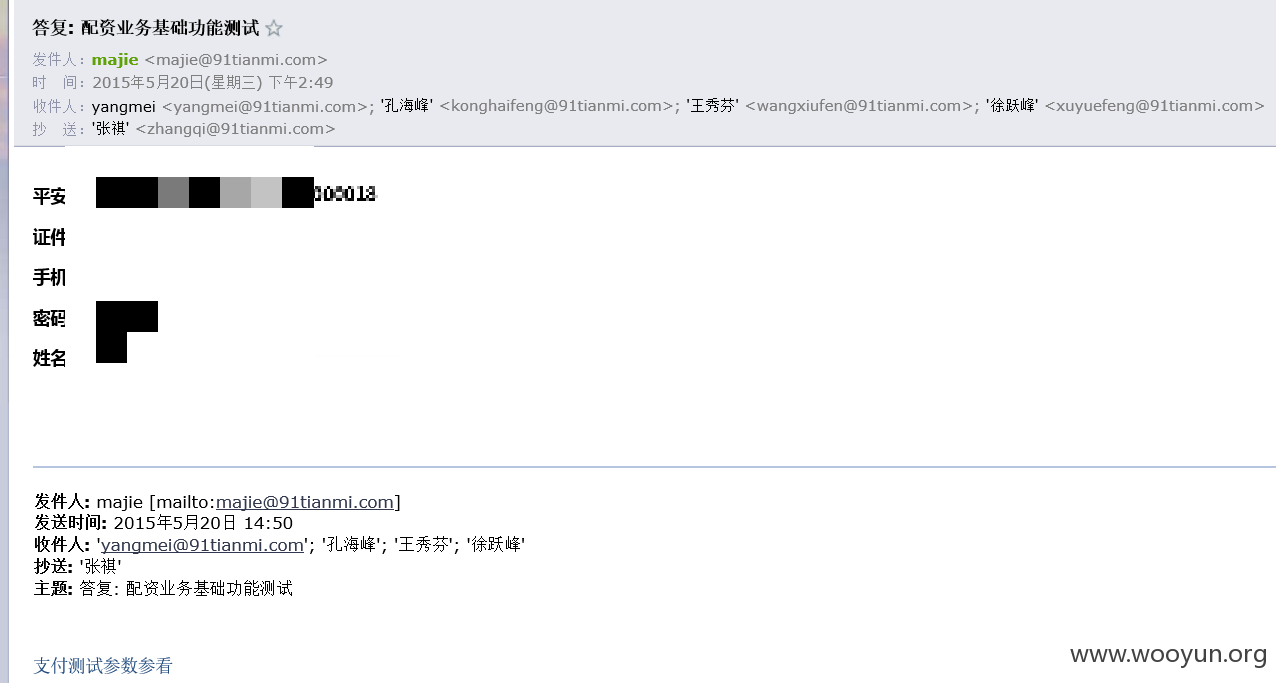 答复: 配资业务基础功能测试
发件人: majie <majie@91tianmi.com>
时 间: 2015年5月20日(星期三) 下午2:49
收件人: yangmei <yangmei@91tianmi.com>; '孔海峰' <konghaifeng@91tianmi.com>; '王秀芬' <wangxiufen@91tianmi.com>; '徐跃峰' <xuyuefeng@91tianmi.com>
抄 送: '张祺' <zhangqi@91tianmi.com>
平安 000018
证件
手机
密码
姓名
发件人: majie [mailto:majie@91tianmi.com]
发送时间: 2015年5月20日 14:50
收件人: 'yangmei@91tianmi.com'; '孔海峰'; '王秀芬'; '徐跃峰'
抄送: '张祺'
主题: 答复: 配资业务基础功能测试
www.wooyun.org
支付测试参数参看